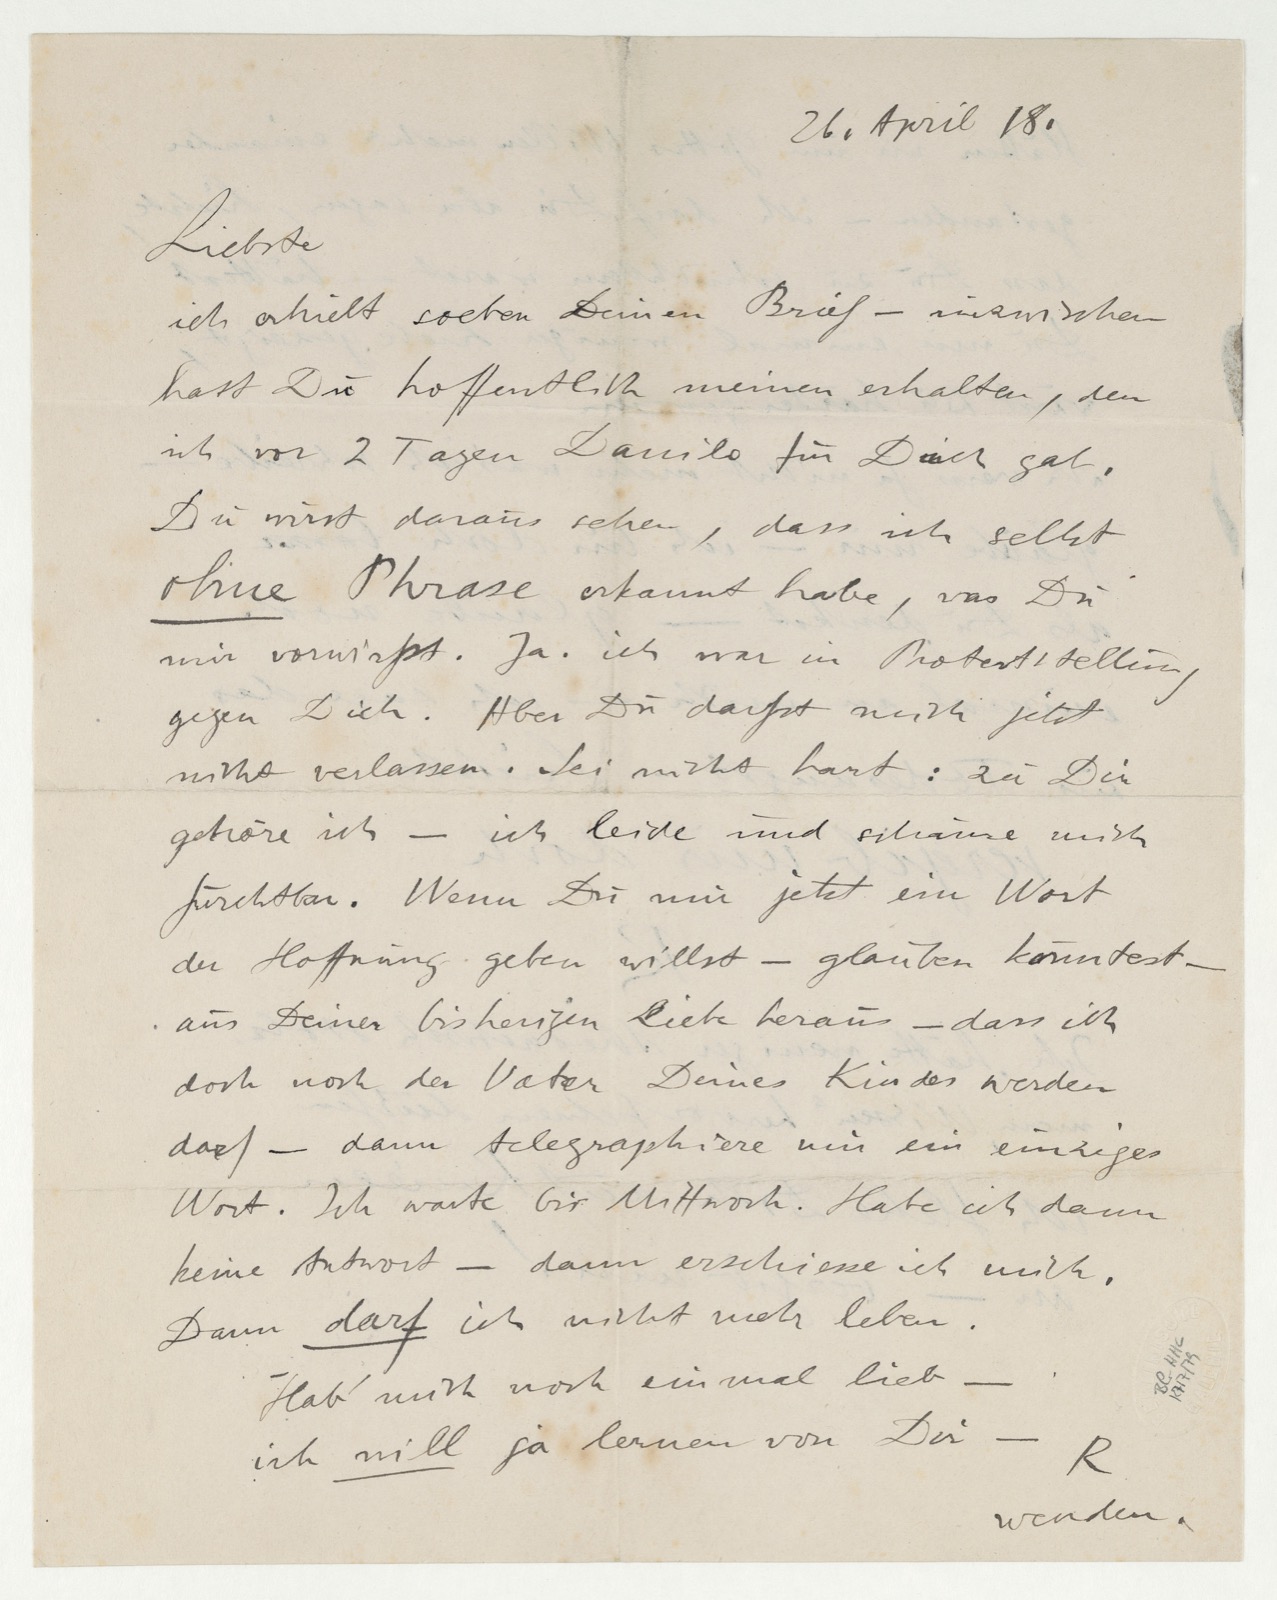 26. April 18.
Liebste
ich erhielt soeben Deinen Brief – inzwischen
hast Du hoffentlich meinen erhalten, den
ich vor 2 Tagen Danilo für Dich gab.
Du wirst daraus sehen, dass ich selbst
ohne Phrase erkannt habe, was Du
mir vorwirfst. Ja. ich war in Proteststellung
gegen Dich. Aber Du darfst mich jetzt
nicht verlassen. Sei nicht hart: zu Dir
gehöre ich – ich leide und schäme mich
furchtbar. Wenn Du mir jetzt ein Wort
der Hoffnung geben willst – glauben könntest –
aus Deiner bisherigen Liebe heraus – dass ich
doch noch der Vater Deines Kindes werden
darf – dann telegraphiere mir ein einziges
Wort. Ich warte bis Mittwoch. Habe ich dann
keine Antwort – dann erschiesse ich mich.
Dann darf ich nicht mehr leben.
Hab' mich noch einmal lieb –
ich will ja lernen von Dir –
R
wenden.